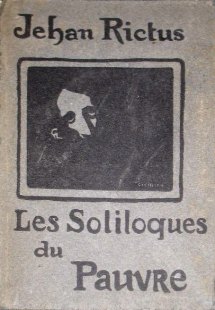 Jehan Rictus
Les Soliloques
du
Pauvre